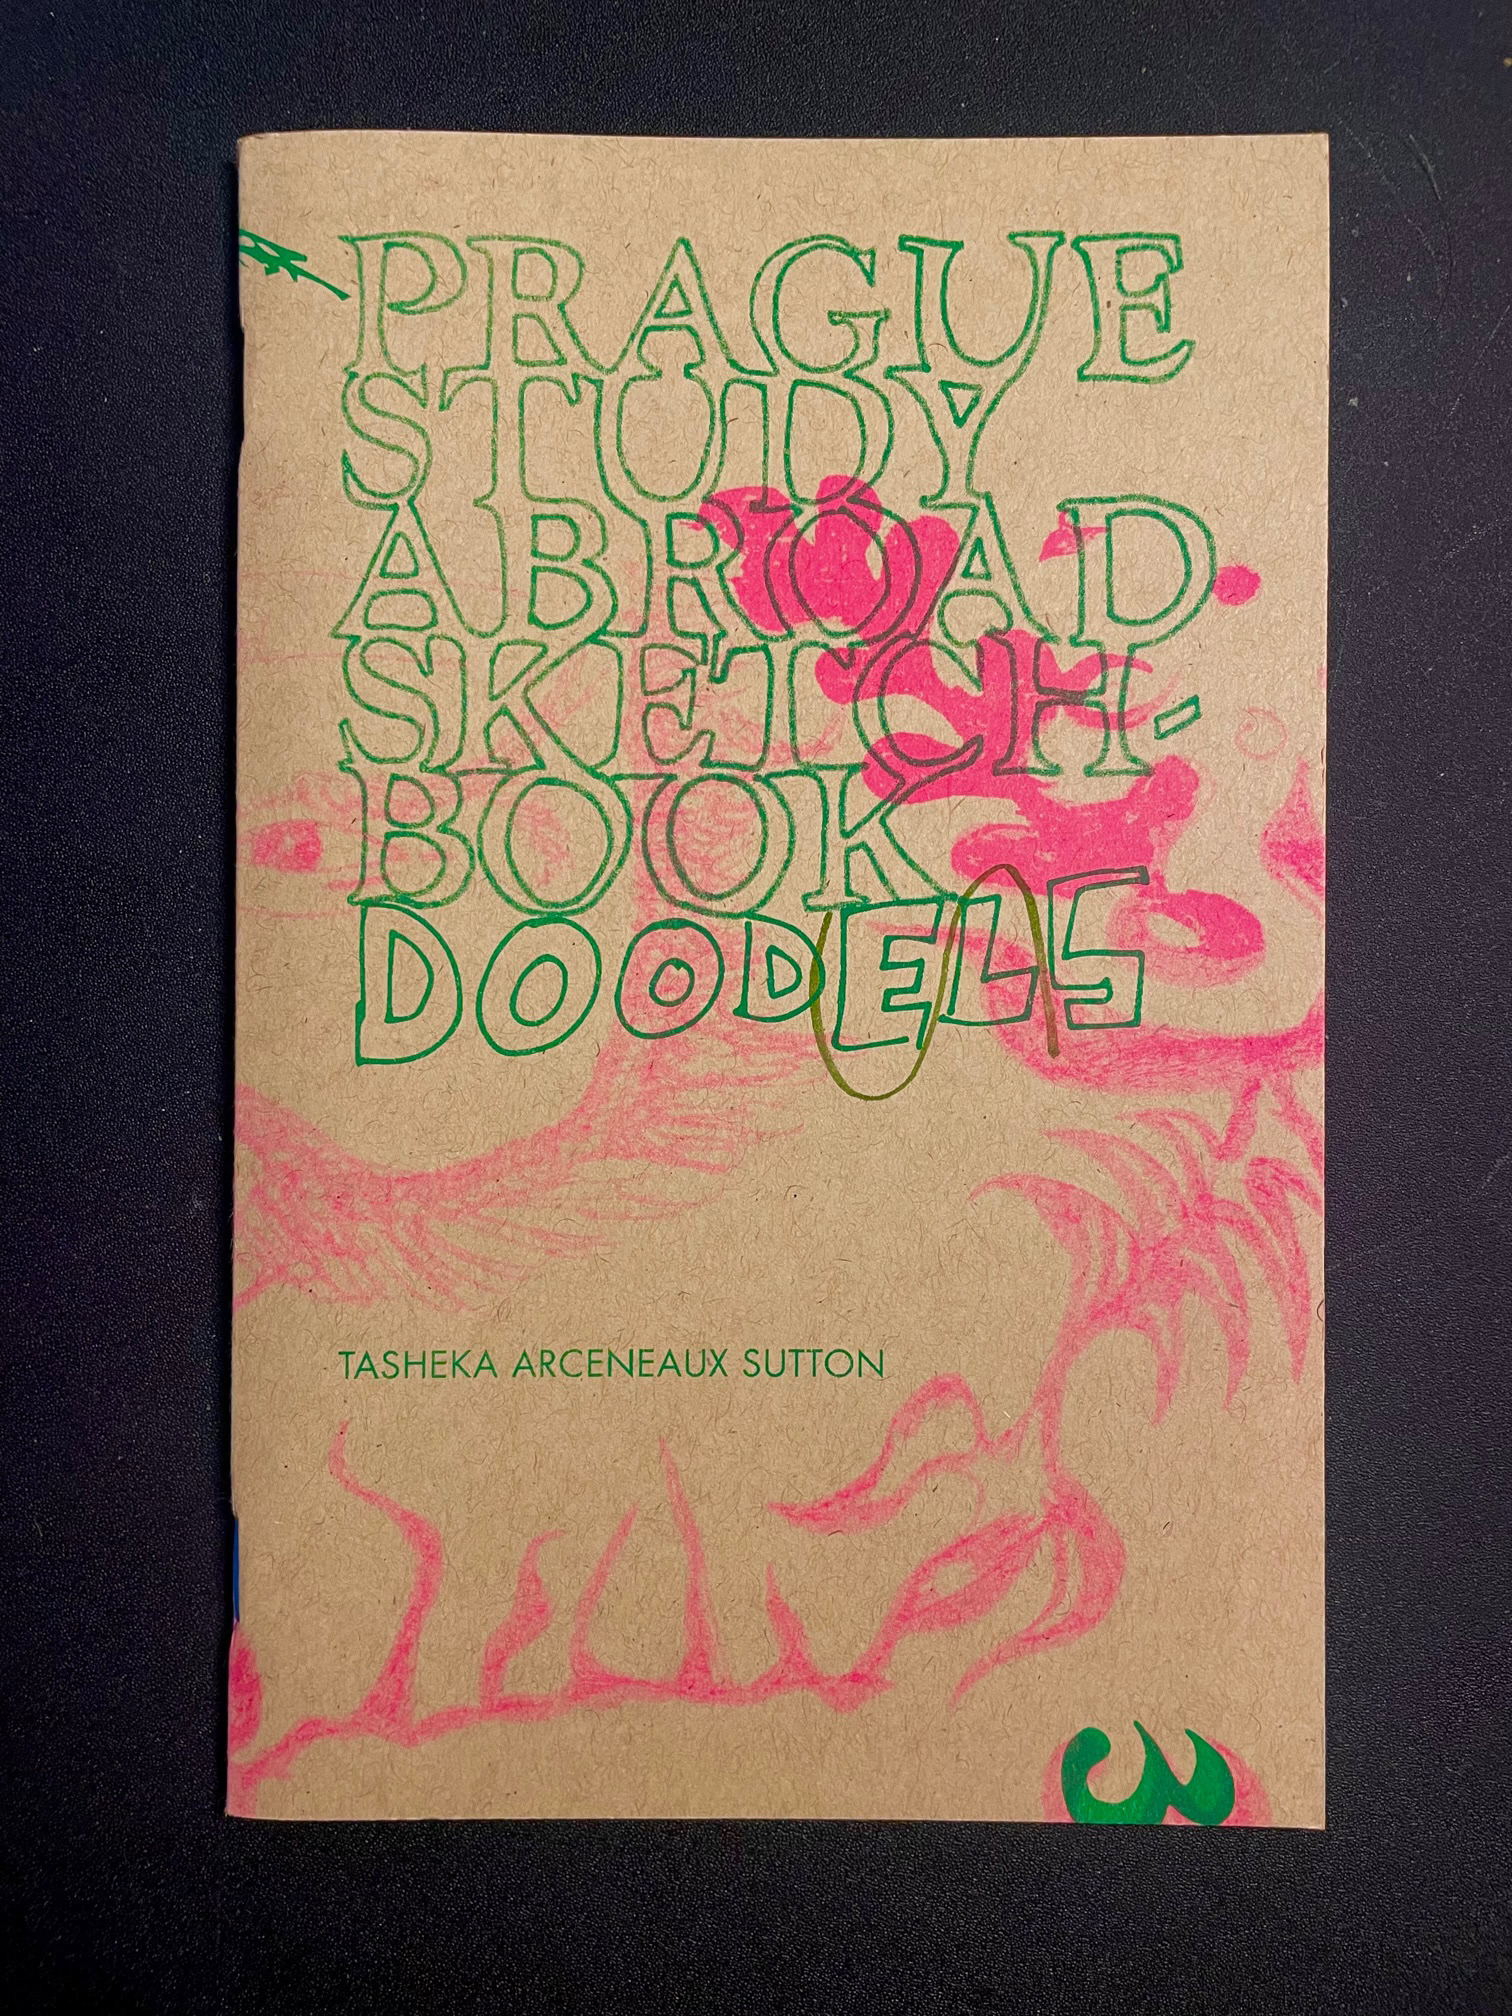 PRAGUE
STUDY
ABROAD
SKETCH-
BOOK
DOODELS
TASHEKA ARCENEAUX SUTTON